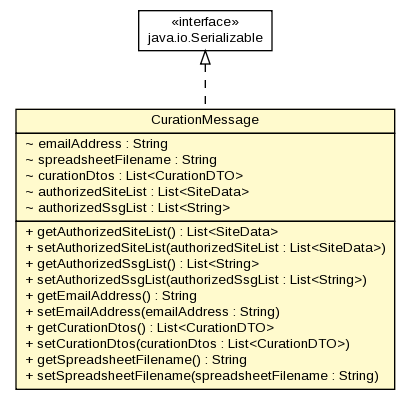 «interface»
java.io.Serializable
CurationMessage
~ emailAddress : String
~ spreadsheetFilename : String
~ curationDtos : List<CurationDTO>
~ authorizedSiteList : List<SiteData>
~ authorizedSsgList : List<String>
+ getAuthorizedSiteList() : List<SiteData>
+ setAuthorizedSiteList(authorizedSiteList : List<SiteData>)
+ getAuthorizedSsgList() : List<String>
+ setAuthorizedSsgList(authorizedSsgList : List<String>)
+ getEmailAddress() : String
+ setEmailAddress(emailAddress : String)
+ getCurationDtos() : List<CurationDTO>
+ setCurationDtos(curationDtos : List<CurationDTO>)
+ getSpreadsheetFilename() : String
+ setSpreadsheetFilename(spreadsheetFilename : String)